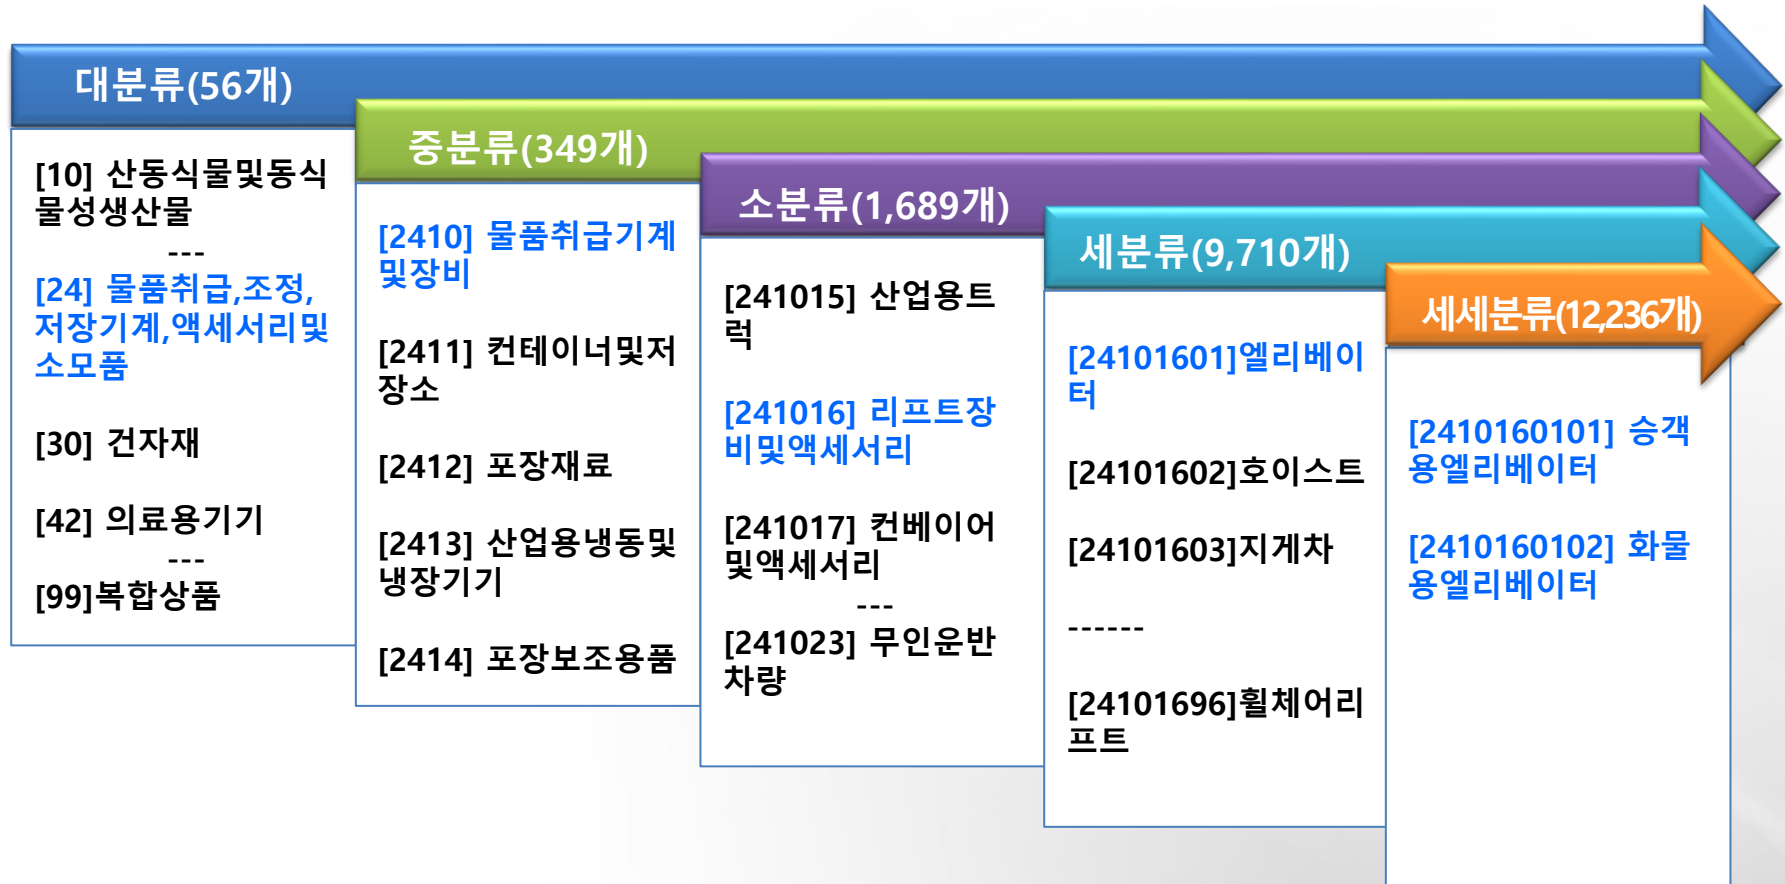 대분류(56개)
[10] 산동식물및동식
물성생산물
---
[24] 물품취급,조정,
저장기계,액세서리및
소모품
[30] 건자재
[42] 의료용기기
---
[99]복합상품
중분류(349개)
[2410] 물품취급기계
및장비
[2411] 컨테이너및저
장소
[2412] 포장재료
[2413] 산업용냉동및
냉장기기
[2414] 포장보조용품
소분류(1,689개)
[241015] 산업용트
럭
[241016] 리프트장
비및액세서리
[241017] 컨베이어
및액세서리
---
[241023] 무인운반
차량
세분류(9,710개)
[24101601]엘리베이
터
[24101602]호이스트
[24101603]지게차
------
[24101696]휠체어리
프트
세세분류(12,236개)
[2410160101] 승객
용엘리베이터
[2410160102] 화물
용엘리베이터